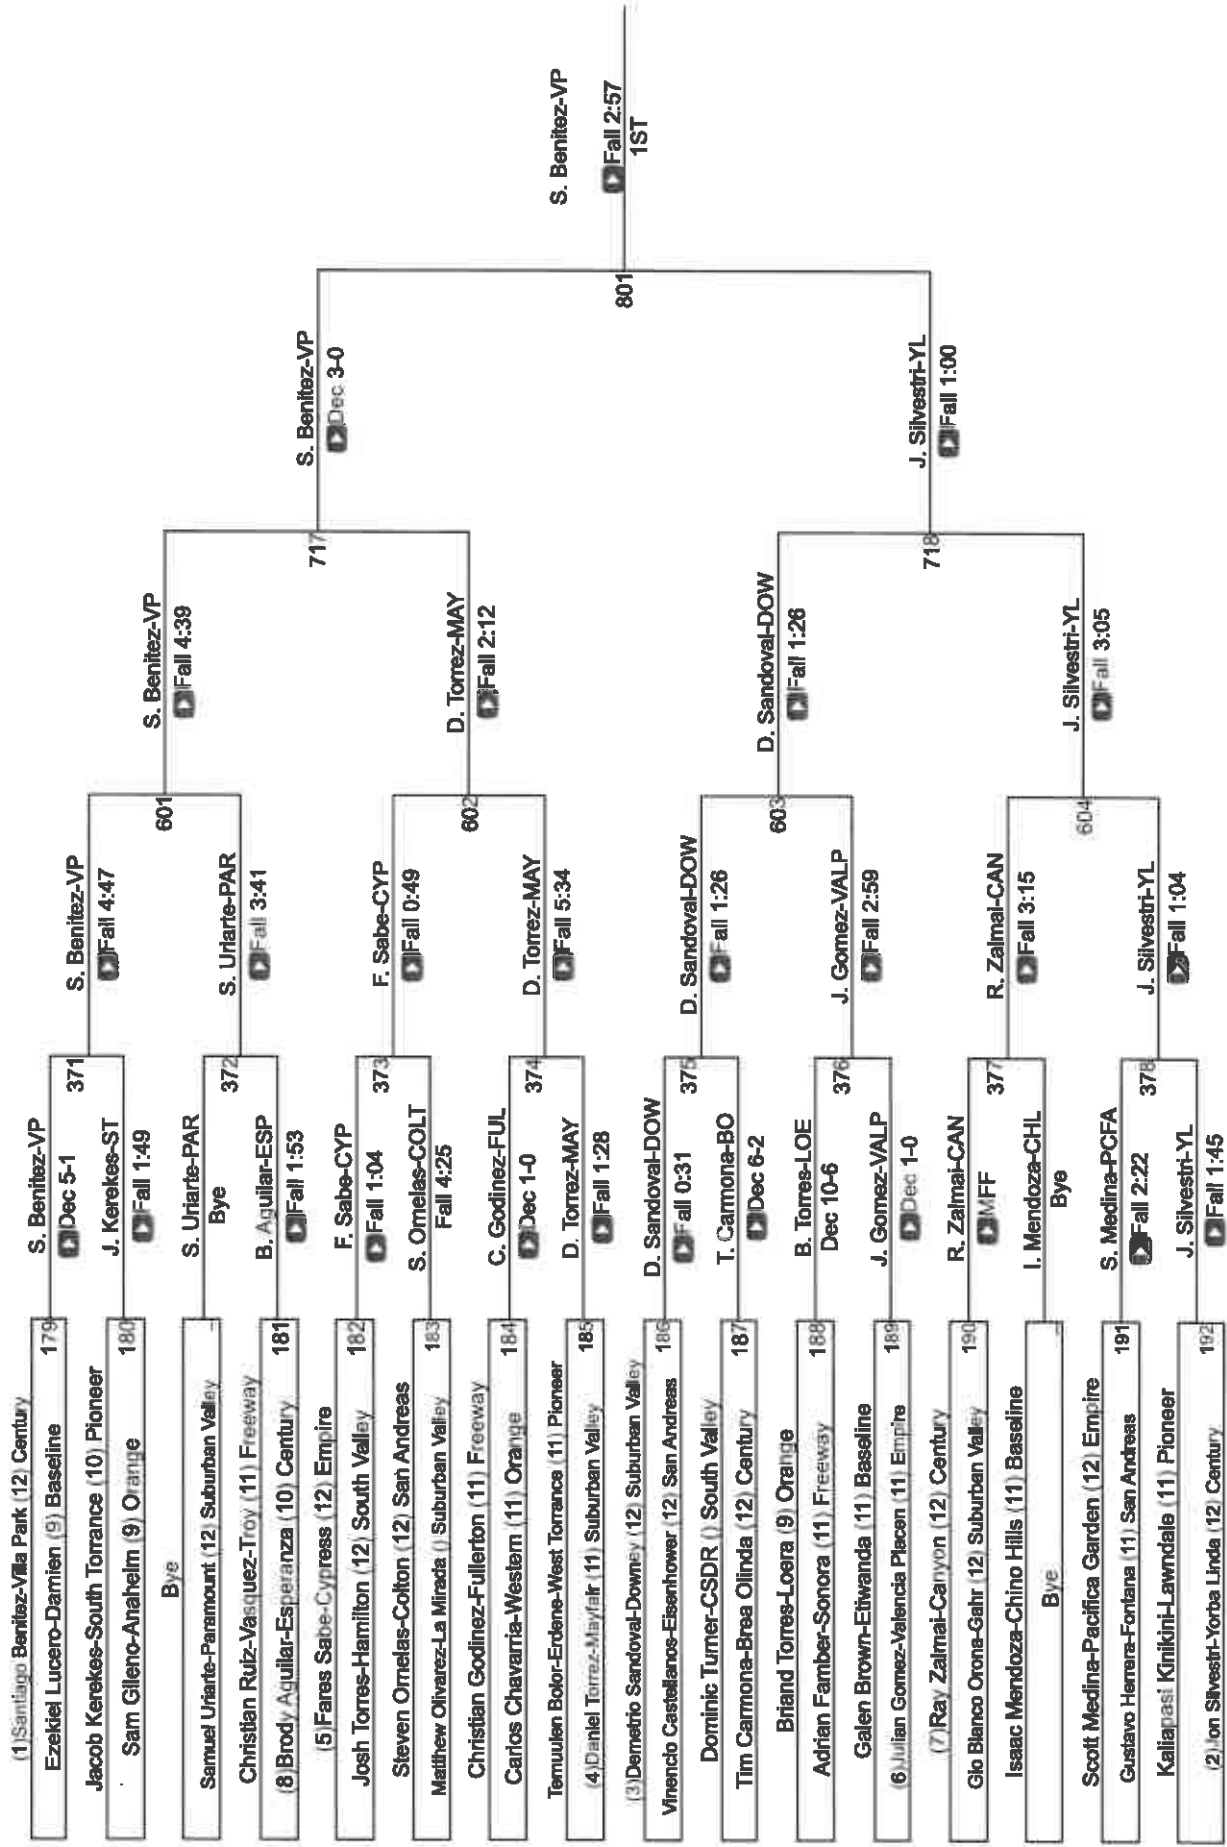 (1)Santiago Benitez-Villa Park (12) Century
179
Ezekiel Lucero-Damien (9) Baseline
Jacob Kerekes-South Torrance (10) Pioneer
180
Sam Gileno-Anaheim (9) Orange
Bye
Samuel Uriarte-Paramount (12) Suburban Valley
Christian Ruiz-Vasquez-Troy (11) Freeway
181
(8)Brody Aguilar-Esperanza (10) Century
(5)Fares Sabe-Cypress (12) Empire
182
Josh Torres-Hamilton (12) South Valley
Steven Ornelas-Colton (12) San Andreas
183
Matthew Olivarez-La Mirada () Suburban Valley
Christian Godinez-Fullerton (11) Freeway
184
Carlos Chavarria-Western (11) Orange
Temuulen Bolor-Erdene-West Torrance (11) Pioneer
185
(4)Daniel Torrez-Mayfair (11) Suburban Valley
(3)Demetrio Sandoval-Downey (12) Suburban Valley
186
Vinencio Castellanos-Eisenhower (12) San Andreas
Dominic Turner-CSDR () South Valley
187
Tim Carmona-Brea Olinda (12) Century
Briand Torres-Loera (9) Orange
188
Adrian Famber-Sonora (11) Freeway
Galen Brown-Etiwanda (11) Baseline
189
(6)Julian Gomez-Valencia Placen (11) Empire
(7)Ray Zalmai-Canyon (12) Century
190
Gio Blanco Orona-Gahr (12) Suburban Valley
Isaac Mendoza-Chino Hills (11) Baseline
Bye
Scott Medina-Pacifica Garden (12) Empire
191
Gustavo Herrera-Fontana (11) San Andreas
Kaliapasi Kinikini-Lawndale (11) Pioneer
192
(2)Jon Silvestri-Yorba Linda (12) Century
S. Benitez-VP
Dec 5-1
371
J. Kerekes-ST
Fall 1:49
S. Uriarte-PAR
Bye
372
B. Aguilar-ESP
Fall 1:53
F. Sabe-CYP
Fall 1:04
373
S. Ornelas-COLT
Fall 4:25
C. Godinez-FUL
Dec 1-0
374
D. Torrez-MAY
Fall 1:28
D. Sandoval-DOW
Fall 0:31
375
T. Carmona-BO
Dec 6-2
B. Torres-LOE
Dec 10-6
376
J. Gomez-VALP
Dec 1-0
R. Zalmai-CAN
MFF
377
I. Mendoza-CHL
Bye
S. Medina-PCFA
Fall 2:22
378
J. Silvestri-YL
Fall 1:45
S. Benitez-VP
Fall 4:47
601
S. Uriarte-PAR
Fall 3:41
F. Sabe-CYP
Fall 0:49
602
D. Torrez-MAY
Fall 5:34
D. Sandoval-DOW
Fall 1:26
603
J. Gomez-VALP
Fall 2:59
R. Zalmai-CAN
Fall 3:15
604
J. Silvestri-YL
Fall 1:04
S. Benitez-VP
Fall 4:39
717
D. Torrez-MAY
Fall 2:12
D. Sandoval-DOW
Fall 1:26
718
J. Silvestri-YL
Fall 3:05
S. Benitez-VP
Dec 3-0
801
J. Silvestri-YL
Fall 1:00
S. Benitez-VP
Fall 2:57
1ST